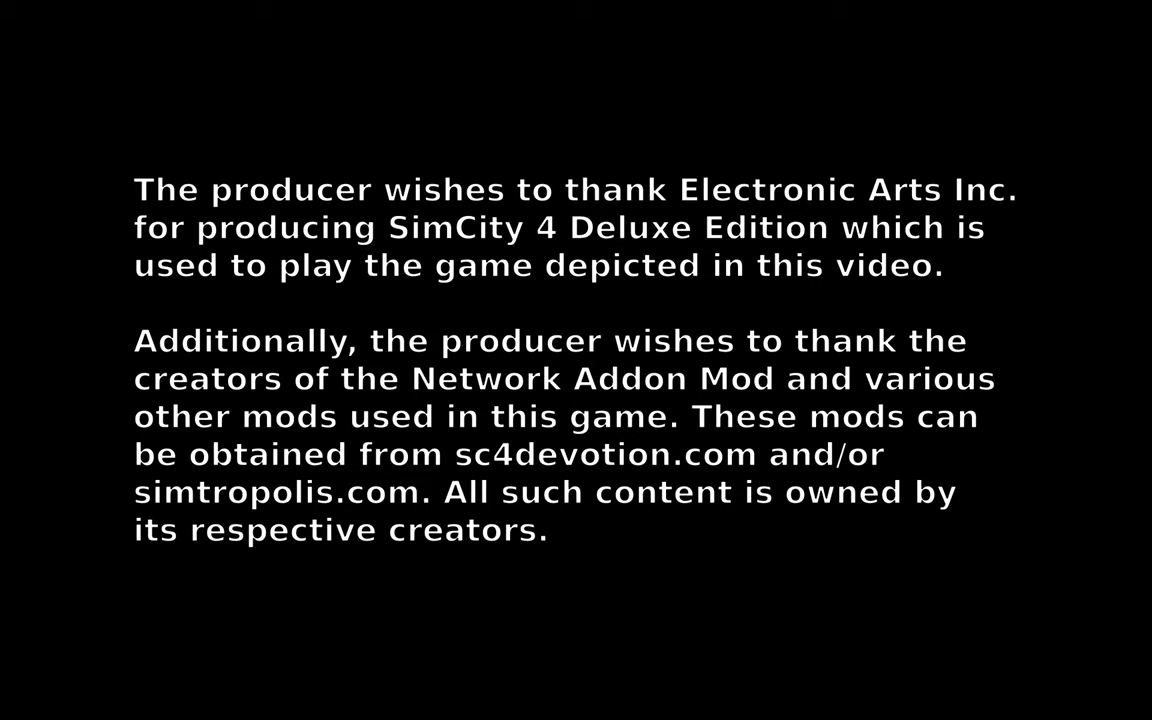 The producer wishes to thank Electronic Arts Inc.
for producing SimCity 4 Deluxe Edition which is
used to play the game depicted in this video.
Additionally, the producer wishes to thank the
creators of the Network Addon Mod and various
other mods used in this game. These mods can
be obtained from sc4devotion.com and/or
simtropolis.com. All such content is owned by
its respective creators.